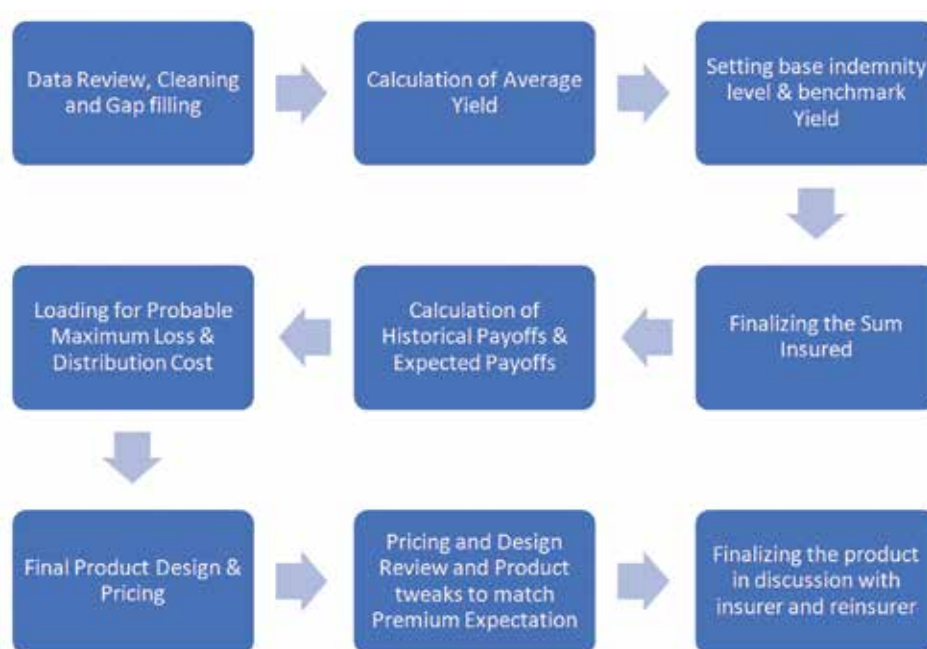 Data Review, Cleaning
and Gap filling
Calculation of Average
Yield
Setting base indemnity
level & benchmark
Yield
Finalizing the Sum
Insured
Calculation of
Historical Payoffs &
Expected Payoffs
Loading for Probable
Maximum Loss &
Distribution Cost
Final Product Design &
Pricing
Pricing and Design
Review and Product
tweaks to match
Premium Expectation
Finalizing the product
in discussion with
insurer and reinsurer